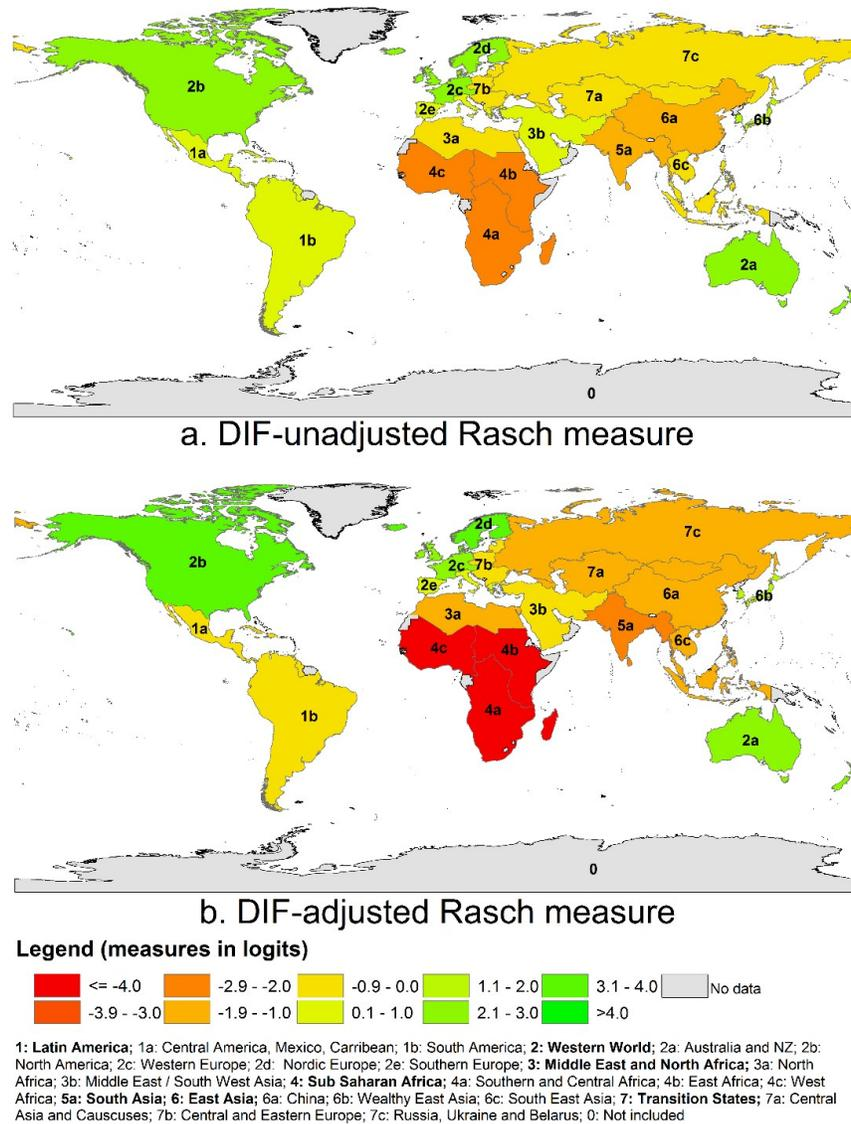 2d
7c
2b
2c
7b
7a
2e
6a
6b
3a
3b
1a
5a
4c
4b
6c
4a
1b
2a
0
a. DIF-unadjusted Rasch measure
2d
7c
2b
2c
7b
7a
2e
6a
6b
3a
3b
1a
5a
4c
4b
6c
4a
1b
2a
0
b. DIF-adjusted Rasch measure
Legend (measures in logits)
<= -4.0 -2.9 - -2.0 -0.9 - 0.0 1.1 - 2.0 3.1 - 4.0 No data
-3.9 - -3.0 -1.9 - -1.0 0.1 - 1.0 2.1 - 3.0 >4.0
1: Latin America; 1a: Central America, Mexico, Carribean; 1b: South America; 2: Western World; 2a: Australia and NZ; 2b:
North America; 2c: Western Europe; 2d: Nordic Europe; 2e: Southern Europe; 3: Middle East and North Africa; 3a: North
Africa; 3b: Middle East / South West Asia; 4: Sub Saharan Africa; 4a: Southern and Central Africa; 4b: East Africa; 4c: West
Africa; 5a: South Asia; 6: East Asia; 6a: China; 6b: Wealthy East Asia; 6c: South East Asia; 7: Transition States; 7a: Central
Asia and Causcuses; 7b: Central and Eastern Europe; 7c: Russia, Ukraine and Belarus; 0: Not included